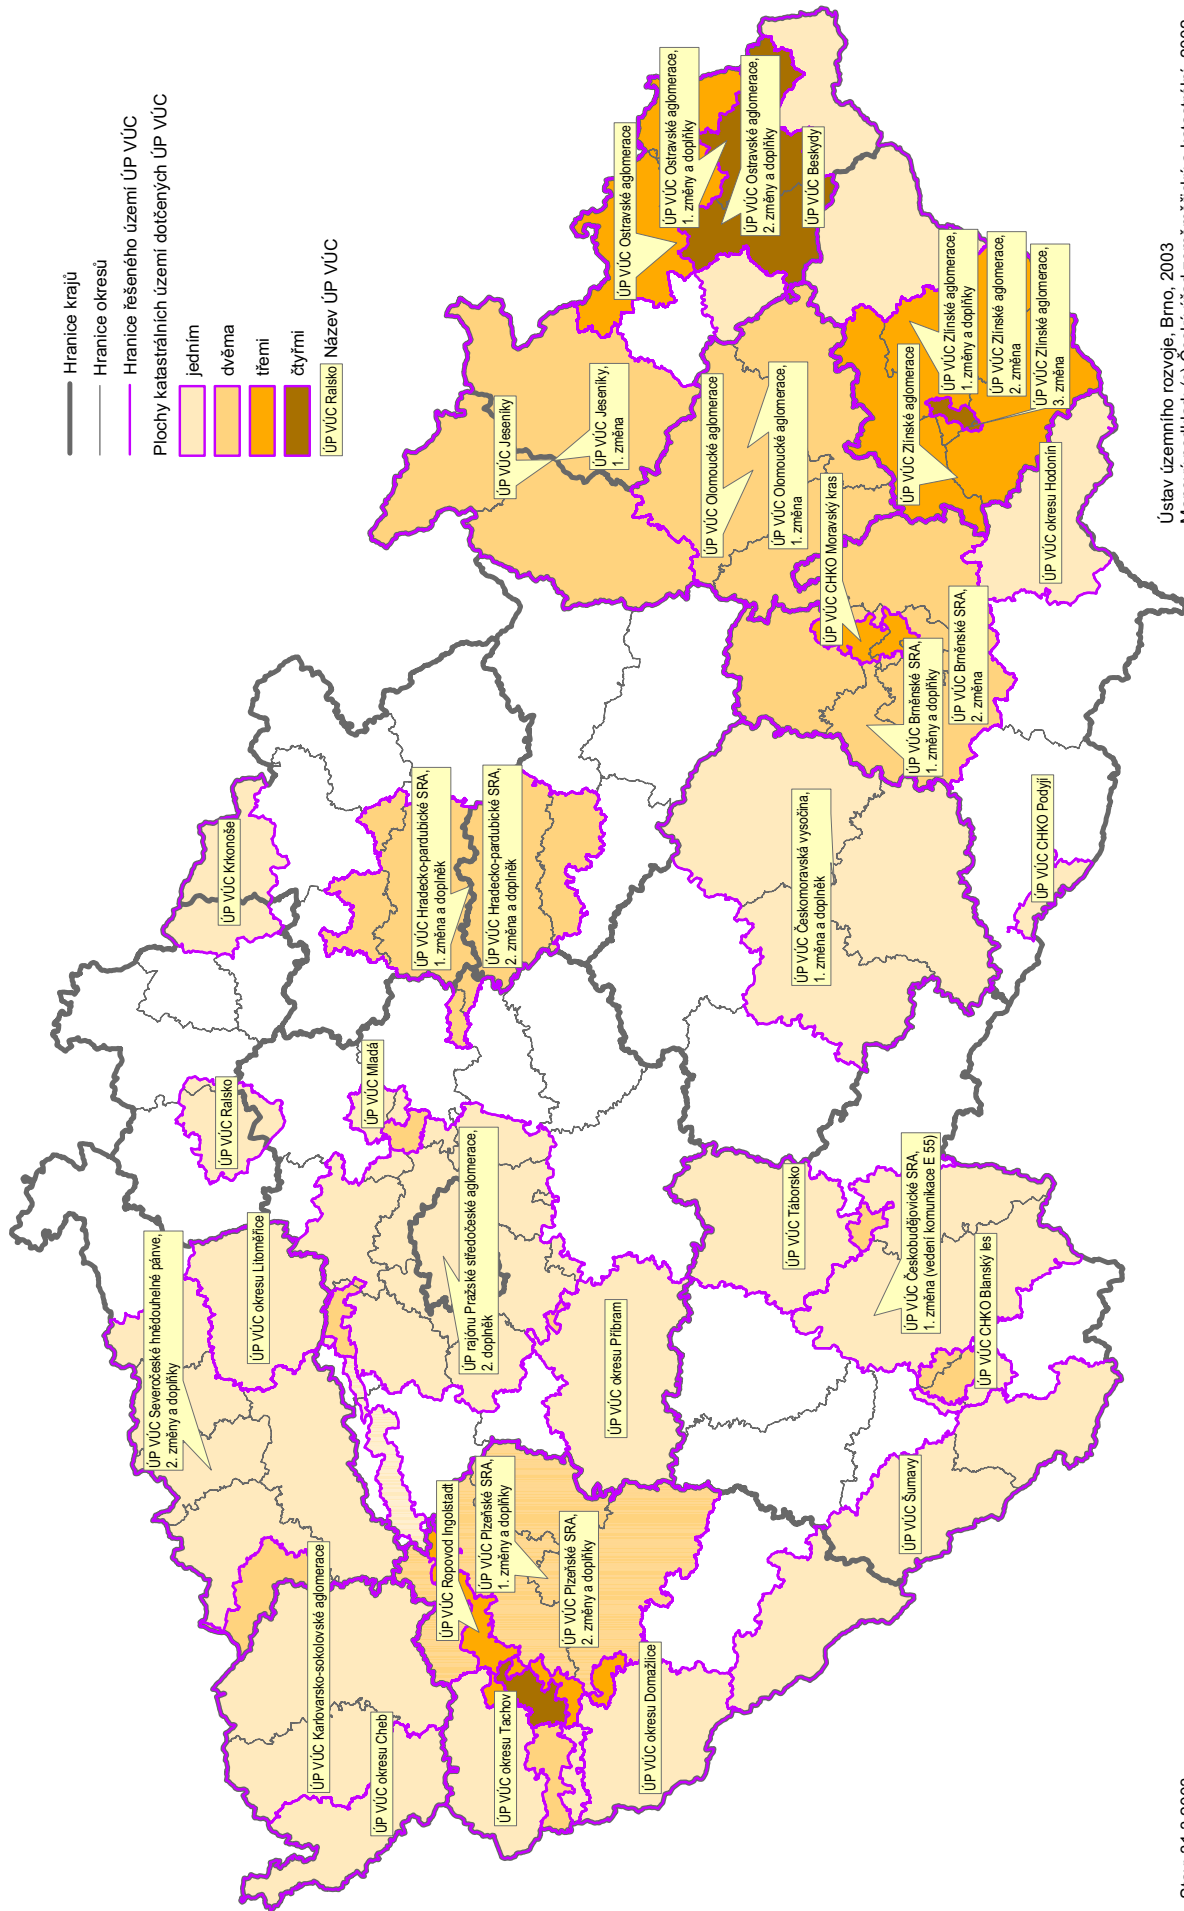 Hranice krajů
Hranice okresů
Hranice řešeného území ÚP VÚC
Plochy katastrálních území dotčených ÚP VÚC
jedním
dvěma
třemi
čtyřmi
ÚP VÚC Ralsko
Název ÚP VÚC
ÚP VÚC Severočeské hnědouhelné pánve,
2. změny a doplňky
ÚP VÚC okresu Litoměřice
ÚP VÚC Ralsko
ÚP VÚC Krkonoše
ÚP VÚC Karlovarsko-sokolovské aglomerace
ÚP VÚC okresu Cheb
ÚP VÚC Mladá
ÚP VÚC Hradecko-pardubické SRA,
1. změna a doplněk
ÚP VÚC Hradecko-pardubické SRA,
2. změna a doplněk
ÚP rajónu Pražské středočeské aglomerace,
2. doplněk
ÚP VÚC Ropovod Ingolstadt
ÚP VÚC Plzeňské SRA,
1. změny a doplňky
ÚP VÚC Plzeňské SRA,
2. změny a doplňky
ÚP VÚC okresu Tachov
ÚP VÚC okresu Domažlice
ÚP VÚC okresu Příbram
ÚP VÚC Jeseníky
ÚP VÚC Jeseníky,
1. změna
ÚP VÚC Ostravské aglomerace
ÚP VÚC Ostravské aglomerace,
1. změny a doplňky
ÚP VÚC Ostravské aglomerace,
2. změny a doplňky
ÚP VÚC Beskydy
ÚP VÚC Olomoucké aglomerace
ÚP VÚC Olomoucké aglomerace,
1. změna
ÚP VÚC CHKO Moravský kras
ÚP VÚC Zlínské aglomerace
ÚP VÚC Zlínské aglomerace,
1. změny a doplňky
ÚP VÚC Zlínské aglomerace,
2. změna
ÚP VÚC Zlínské aglomerace,
3. změna
ÚP VÚC Českomoravská vysočina,
1. změna a doplněk
ÚP VÚC Brněnské SRA,
1. změny a doplňky
ÚP VÚC Brněnské SRA,
2. změna
ÚP VÚC okresu Hodonín
ÚP VÚC CHKO Podyjí
ÚP VÚC Táborsko
ÚP VÚC Českobudějovické SRA,
1. změna (vedení komunikace E 55)
ÚP VÚC CHKO Blanský les
ÚP VÚC Šumavy
Ústav územního rozvoje, Brno, 2003